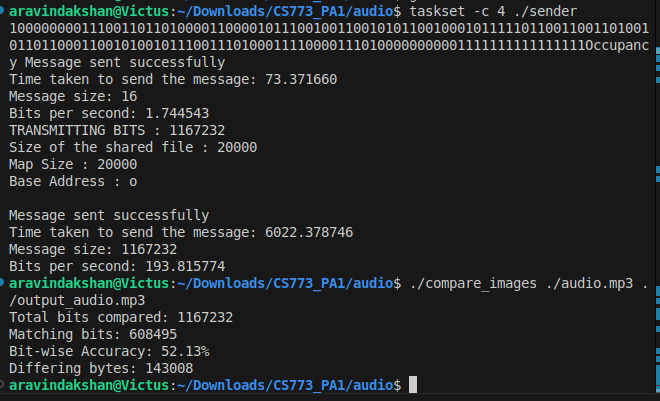 aravindakshan@Victus:~/Downloads/CS773_PA1/audio$ taskset -c 4 ./sender
10000000011100110110100001100001011100100110010101100100010111110110011001101001
01101100011001010010111001110100011110000111010000000000111111111111111Occupanc
y Message sent successfully
Time taken to send the message: 73.371660
Message size: 16
Bits per second: 1.744543
TRANSMITTING BITS : 1167232
Size of the shared file : 20000
Map Size : 20000
Base Address : o
Message sent successfully
Time taken to send the message: 6022.378746
Message size: 1167232
Bits per second: 193.815774
aravindakshan@Victus:~/Downloads/CS773_PA1/audio$ ./compare_images ./audio.mp3 .
/output_audio.mp3
Total bits compared: 1167232
Matching bits: 608495
Bit-wise Accuracy: 52.13%
Differing bytes: 143008
aravindakshan@Victus:~/Downloads/CS773_PA1/audio$